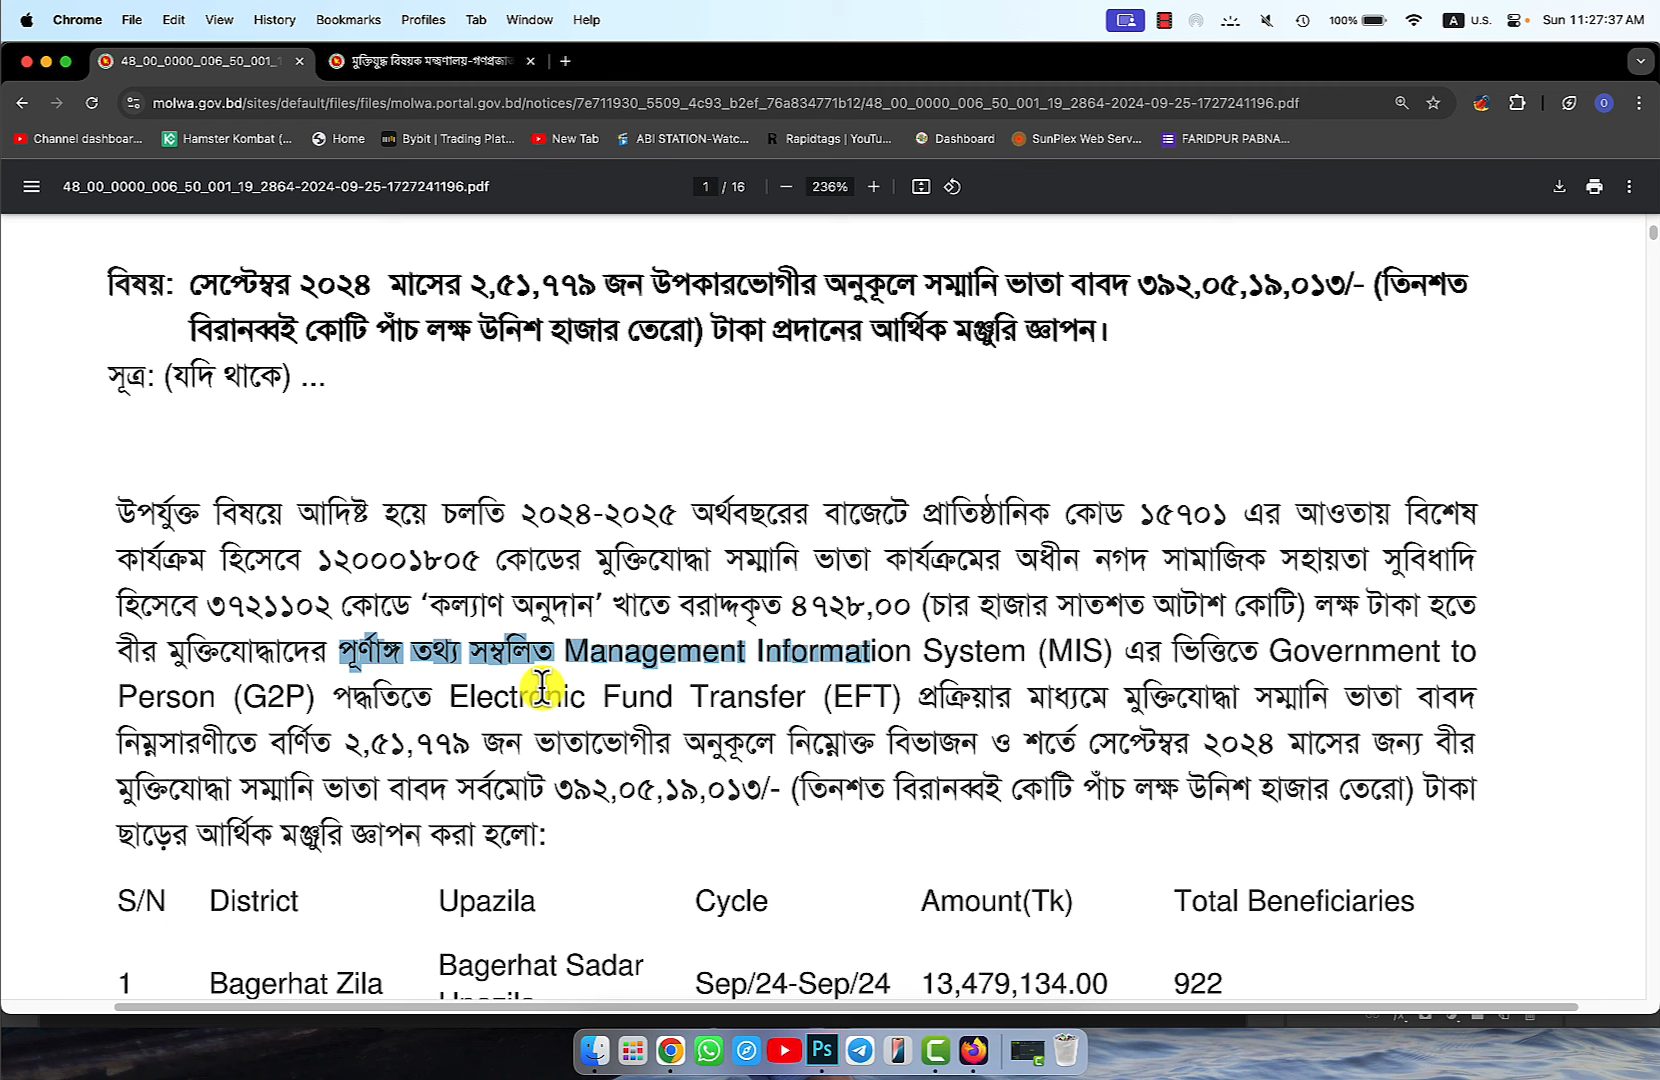 Chrome File Edit View History Bookmarks Profiles Tab Window Help 100% A U.S. Sun 11:27:37 AM
48_00_0000_006_50_001_1 মুক্তিযুদ্ধ বিষয়ক মন্ত্রণালয়-গণপ্রজাত
molwa.gov.bd/sites/default/files/files/molwa.portal.gov.bd/notices/7e711930_5509_4c93_b2ef_76a834771b12/48_00_0000_006_50_001_19_2864-2024-09-25-1727241196.pdf
Channel dashboar... Hamster Kombat (... Home Bybit | Trading Plat... New Tab ABI STATION-Watc... Rapidtags | YouTu... Dashboard SunPlex Web Serv... FARIDPUR PABNA...
48_00_0000_006_50_001_19_2864-2024-09-25-1727241196.pdf 1 / 16 236%
বিষয়: সেপ্টেম্বর ২০২৪ মাসের ২,৫১,৭৭৯ জন উপকারভোগীর অনুকূলে সম্মানি ভাতা বাবদ ৩৯২,০৫,১৯,০১৩/- (তিনশত
বিরানব্বই কোটি পাঁচ লক্ষ উনিশ হাজার তেরো) টাকা প্রদানের আর্থিক মঞ্জুরি জ্ঞাপন।
সূত্র: (যদি থাকে) ...
উপর্যুক্ত বিষয়ে আদিষ্ট হয়ে চলতি ২০২৪-২০২৫ অর্থবছরের বাজেটে প্রাতিষ্ঠানিক কোড ১৫৭০১ এর আওতায় বিশেষ
কার্যক্রম হিসেবে ১২০০০১৮০৫ কোডের মুক্তিযোদ্ধা সম্মানি ভাতা কার্যক্রমের অধীন নগদ সামাজিক সহায়তা সুবিধাদি
হিসেবে ৩৭২১১০২ কোডে ‘কল্যাণ অনুদান’ খাতে বরাদ্দকৃত ৪৭২৮,০০ (চার হাজার সাতশত আটাশ কোটি) লক্ষ টাকা হতে
বীর মুক্তিযোদ্ধাদের পূর্ণাঙ্গ তথ্য সম্বলিত Management Information System (MIS) এর ভিত্তিতে Government to
Person (G2P) পদ্ধতিতে Electronic Fund Transfer (EFT) প্রক্রিয়ার মাধ্যমে মুক্তিযোদ্ধা সম্মানি ভাতা বাবদ
নিম্নসারণীতে বর্ণিত ২,৫১,৭৭৯ জন ভাতাভোগীর অনুকূলে নিম্নোক্ত বিভাজন ও শর্তে সেপ্টেম্বর ২০২৪ মাসের জন্য বীর
মুক্তিযোদ্ধা সম্মানি ভাতা বাবদ সর্বমোট ৩৯২,০৫,১৯,০১৩/- (তিনশত বিরানব্বই কোটি পাঁচ লক্ষ উনিশ হাজার তেরো) টাকা
ছাড়ের আর্থিক মঞ্জুরি জ্ঞাপন করা হলো:
S/N District Upazila Cycle Amount(Tk) Total Beneficiaries
1 Bagerhat Zila Bagerhat Sadar Sep/24-Sep/24 13,479,134.00 922
Ps